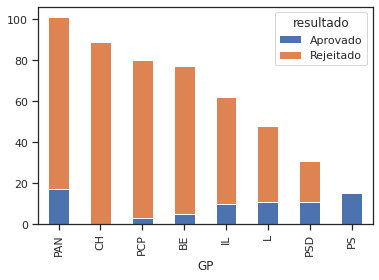 resultado
Aprovado
Rejeitado
100
80
60
40
20
0
PAN CH PCP BE IL L PSD PS
GP